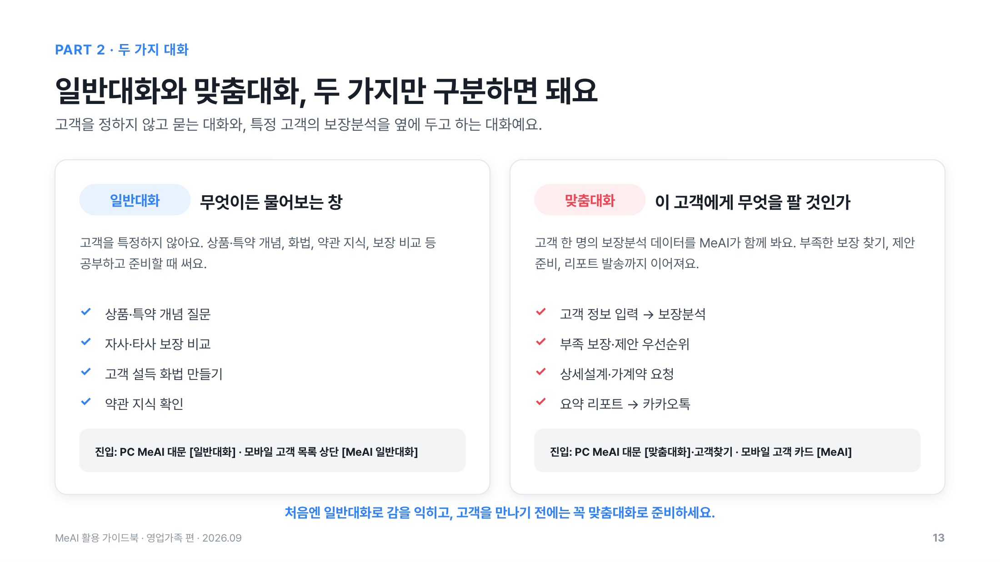 PART 2 · 두 가지 대화
일반대화와 맞춤대화, 두 가지만 구분하면 돼요
고객을 정하지 않고 묻는 대화와, 특정 고객의 보장분석을 옆에 두고 하는 대화예요.
일반대화 무엇이든 물어보는 창
고객을 특정하지 않아요. 상품·특약 개념, 화법, 약관 지식, 보장 비교 등
공부하고 준비할 때 써요.
상품·특약 개념 질문
자사·타사 보장 비교
고객 설득 화법 만들기
약관 지식 확인
진입: PC MeAI 대문 [일반대화] · 모바일 고객 목록 상단 [MeAI 일반대화]
맞춤대화 이 고객에게 무엇을 팔 것인가
고객 한 명의 보장분석 데이터를 MeAI가 함께 봐요. 부족한 보장 찾기, 제안
준비, 리포트 발송까지 이어져요.
고객 정보 입력 → 보장분석
부족 보장·제안 우선순위
상세설계·가계약 요청
요약 리포트 → 카카오톡
진입: PC MeAI 대문 [맞춤대화]·고객찾기 · 모바일 고객 카드 [MeAI]
처음엔 일반대화로 감을 익히고, 고객을 만나기 전에는 꼭 맞춤대화로 준비하세요.
MeAI 활용 가이드북 · 영업가족 편 · 2026.09
13